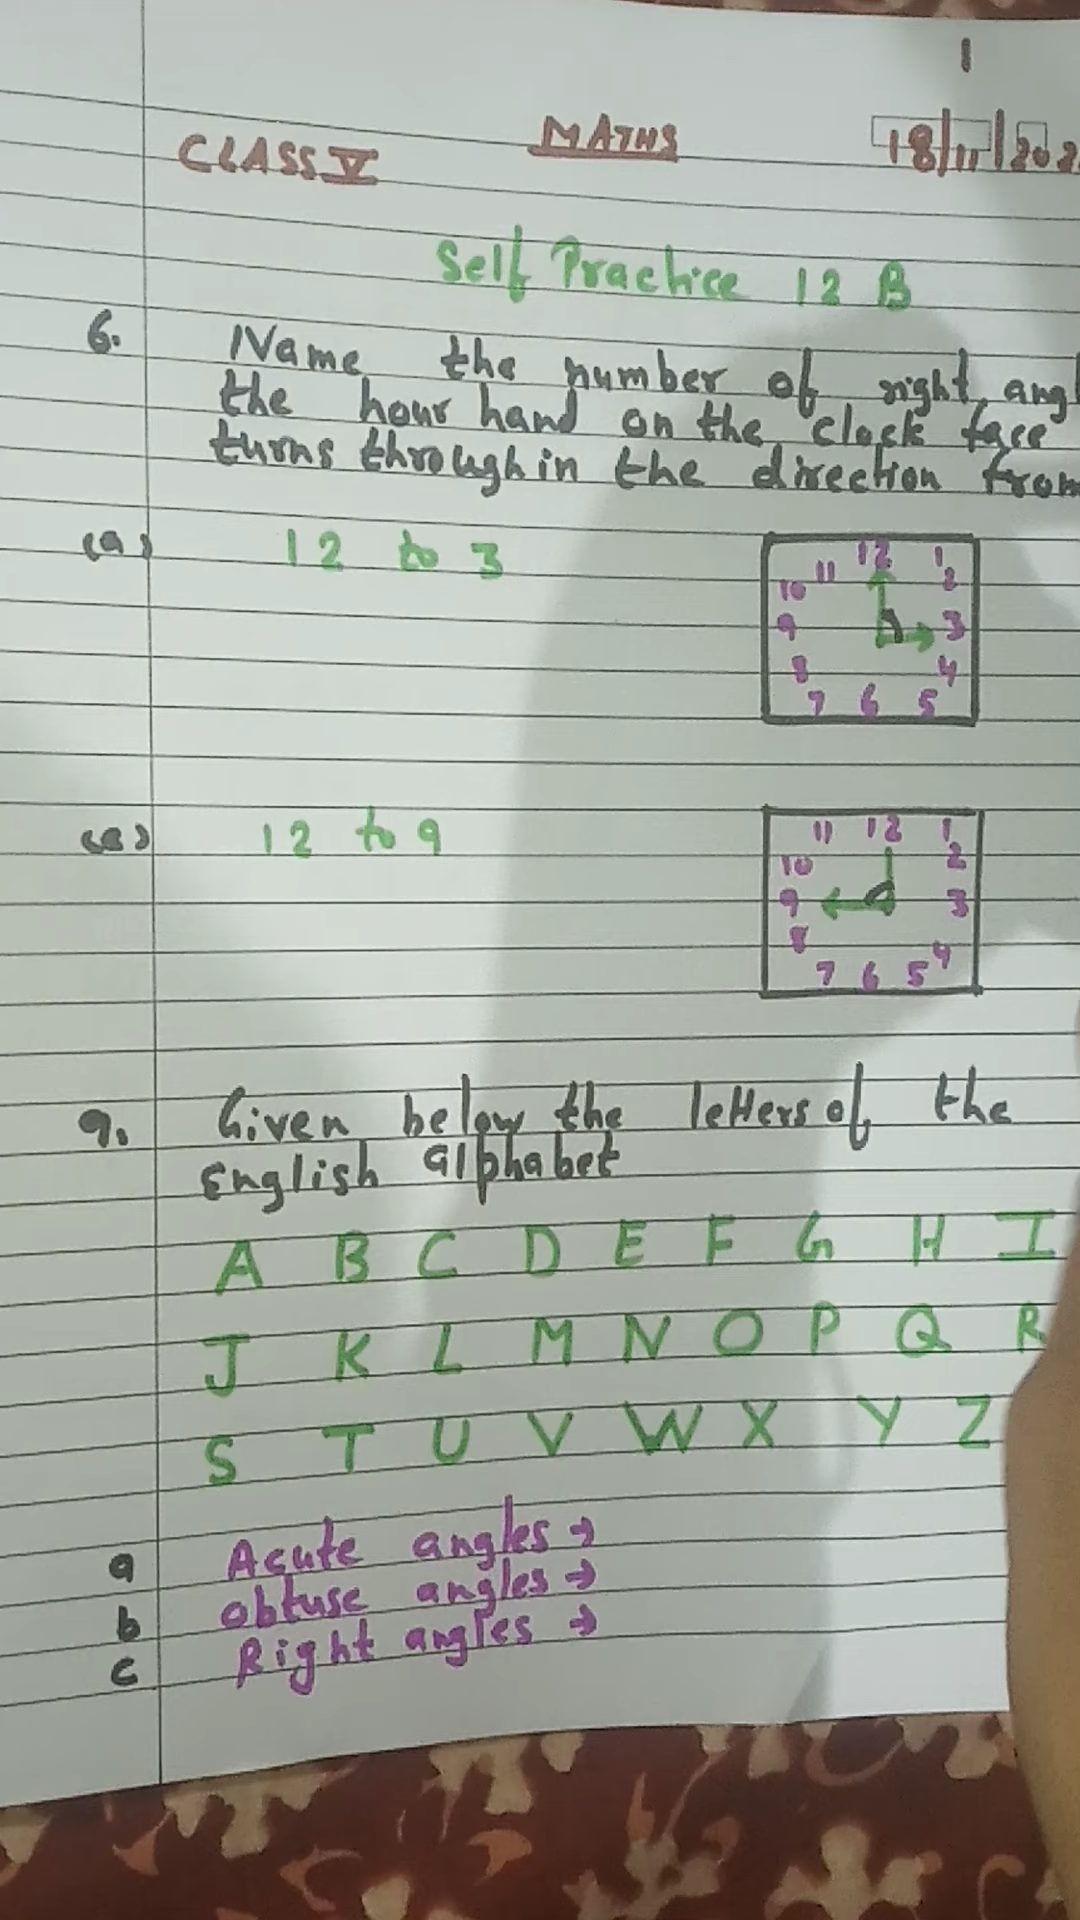 1
CLASS V MATHS 18/11/202
Self Practice 12 B
6. Name the number of right angl
the hour hand on the clock face
turns through in the direction from
(a) 12 to 3
12 1
11 2
10
9 3
8 4
7 6 5
12 to 9
11 12 1
10 2
9 3
8 4
7 6 5
9. Given below the letters of the
English alphabet
A B C D E F G H I
J K L M N O P Q R
S T U V W X Y Z
a Acute angles →
b Obtuse angles →
c Right angles →